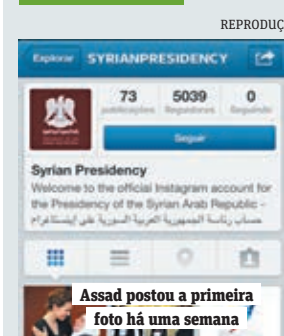 REPRODUÇ
Explorar SYRIANPRESIDENCY
73 5039 0
publicações Seguidores Seguindo
Seguir
Syrian Presidency
Welcome to the official Instagram account for
the Presidency of the Syrian Arab Republic -
حساب رئاسة الجمهورية العربية السورية على إينستاغرام
Assad postou a primeira
foto há uma semana